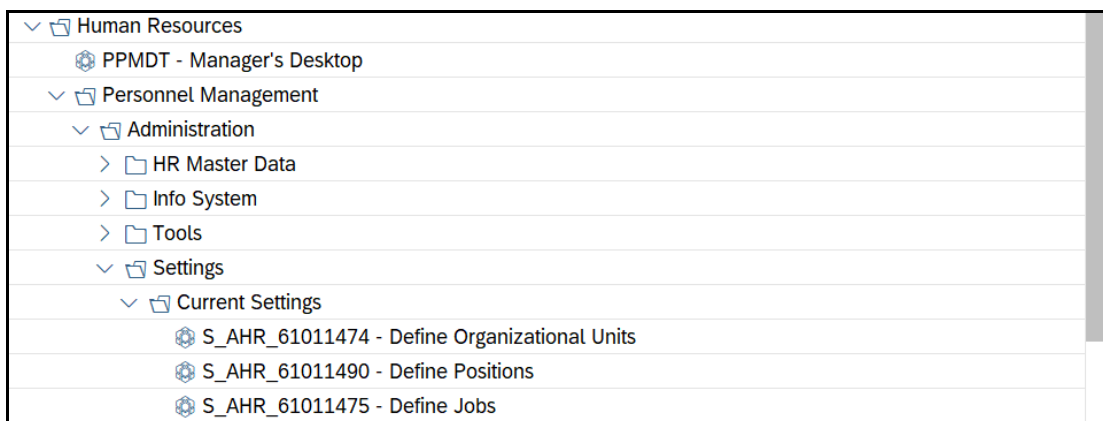 Human Resources
PPMDT - Manager's Desktop
Personnel Management
Administration
HR Master Data
Info System
Tools
Settings
Current Settings
S_AHR_61011474 - Define Organizational Units
S_AHR_61011490 - Define Positions
S_AHR_61011475 - Define Jobs